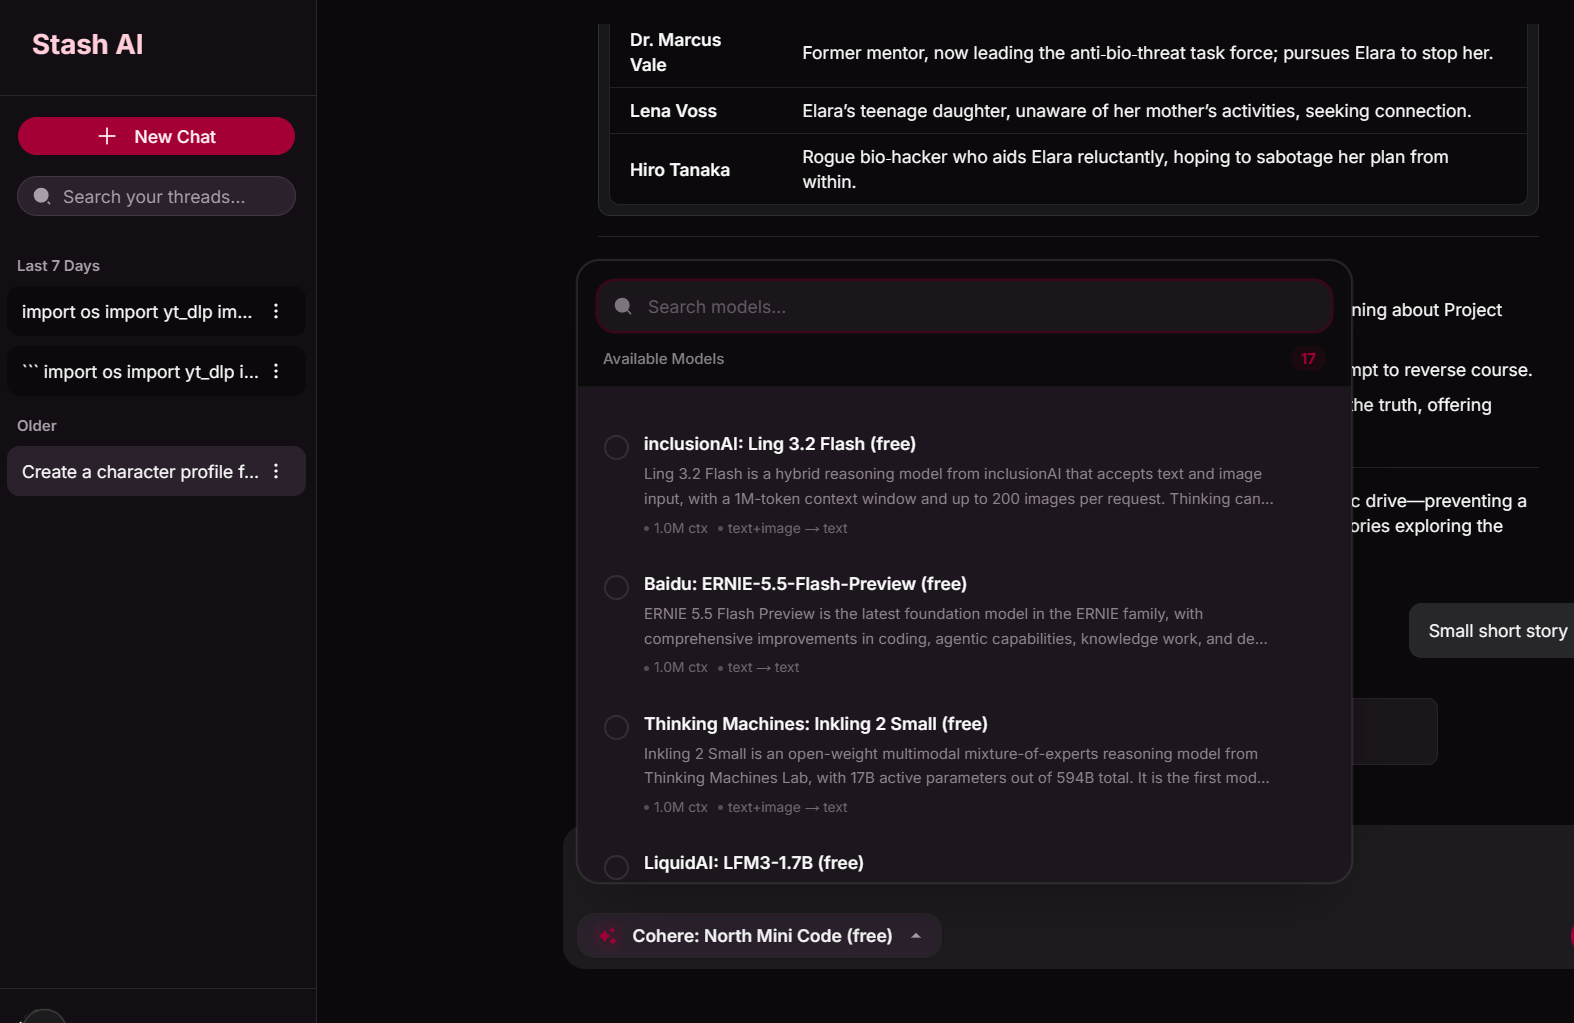 Stash AI
New Chat
Search your threads...
Last 7 Days
import os import yt_dlp im...
``` import os import yt_dlp i...
Older
Create a character profile f...
Dr. Marcus
Vale
Former mentor, now leading the anti-bio-threat task force; pursues Elara to stop her.
Lena Voss
Elara’s teenage daughter, unaware of her mother’s activities, seeking connection.
Hiro Tanaka
Rogue bio-hacker who aids Elara reluctantly, hoping to sabotage her plan from
within.
Search models...
Available Models
17
inclusionAI: Ling 3.2 Flash (free)
Ling 3.2 Flash is a hybrid reasoning model from inclusionAI that accepts text and image
input, with a 1M-token context window and up to 200 images per request. Thinking can...
• 1.0M ctx • text+image → text
Baidu: ERNIE-5.5-Flash-Preview (free)
ERNIE 5.5 Flash Preview is the latest foundation model in the ERNIE family, with
comprehensive improvements in coding, agentic capabilities, knowledge work, and de...
• 1.0M ctx • text → text
Thinking Machines: Inkling 2 Small (free)
Inkling 2 Small is an open-weight multimodal mixture-of-experts reasoning model from
Thinking Machines Lab, with 17B active parameters out of 594B total. It is the first mod...
• 1.0M ctx • text+image → text
LiquidAI: LFM3-1.7B (free)
Cohere: North Mini Code (free)
ning about Project
mpt to reverse course.
the truth, offering
c drive—preventing a
ories exploring the
Small short story